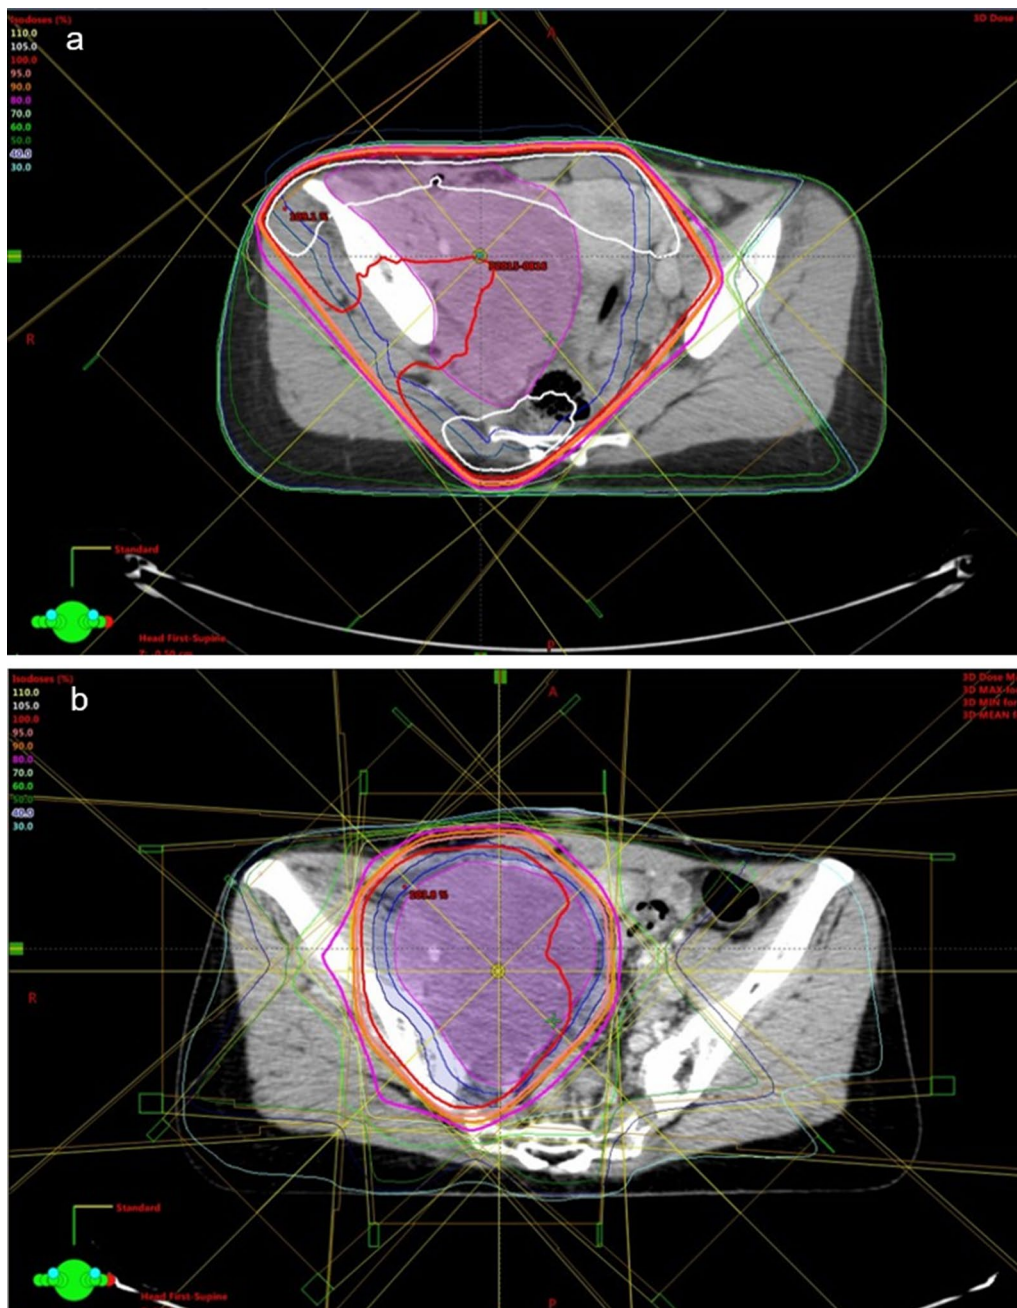 Isodoses (%)
110.0
105.0
100.0
95.0
90.0
80.0
70.0
60.0
50.0
40.0
30.0
a
3D Dose
A
R
Standard
Head First-Supine
P
b
Isodoses (%)
110.0
105.0
100.0
95.0
90.0
80.0
70.0
60.0
50.0
40.0
30.0
A
3D Dose M
3D MAX fo
3D MIN for
3D MEAN f
R
Standard
Head First-Supine
P